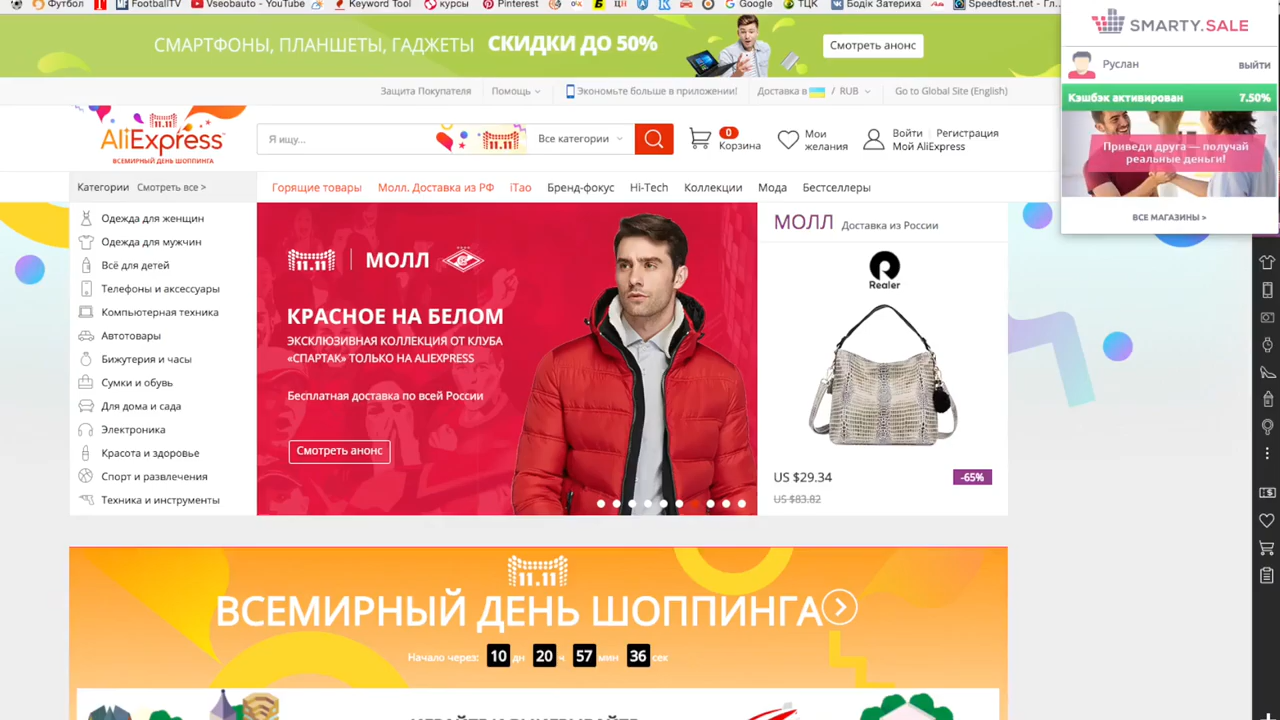 Футбол
FootballTV
Vseobauto - YouTube
Keyword Tool
курсы
Pinterest
Google
ТЦК
Бодік Затериха
Speedtest.net - Гл...
СМАРТФОНЫ, ПЛАНШЕТЫ, ГАДЖЕТЫ СКИДКИ ДО 50%
Смотреть анонс
SMARTY.SALE
Руслан
ВЫЙТИ
Кэшбэк активирован 7.50%
Приведи друга — получай
реальные деньги!
ВСЕ МАГАЗИНЫ >
Защита Покупателя
Помощь
Экономьте больше в приложении!
Доставка в / RUB
Go to Global Site (English)
11.11
AliExpress
ВСЕМИРНЫЙ ДЕНЬ ШОППИНГА
Я ищу...
11.11
Все категории
0
Корзина
Мои
желания
Войти Регистрация
Мой AliExpress
Категории Смотреть все >
Горящие товары
Молл. Доставка из РФ
iTao
Бренд-фокус
Hi-Tech
Коллекции
Мода
Бестселлеры
Одежда для женщин
Одежда для мужчин
Всё для детей
Телефоны и аксессуары
Компьютерная техника
Автотовары
Бижутерия и часы
Сумки и обувь
Для дома и сада
Электроника
Красота и здоровье
Спорт и развлечения
Техника и инструменты
11.11 МОЛЛ
КРАСНОЕ НА БЕЛОМ
ЭКСКЛЮЗИВНАЯ КОЛЛЕКЦИЯ ОТ КЛУБА
«СПАРТАК» ТОЛЬКО НА ALIEXPRESS
Бесплатная доставка по всей России
Смотреть анонс
МОЛЛ Доставка из России
Realer
US $29.34
-65%
US $83.82
11.11
ВСЕМИРНЫЙ ДЕНЬ ШОППИНГА
Начало через: 10 дн 20 ч 57 мин 36 сек